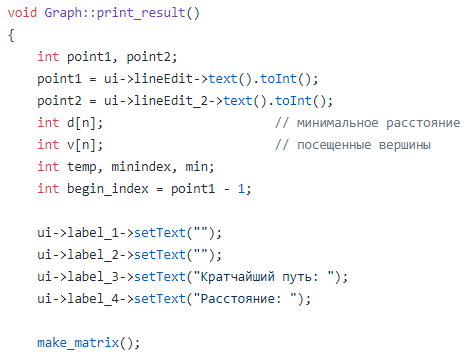 void Graph::print_result()
{
    int point1, point2;
    point1 = ui->lineEdit->text().toInt();
    point2 = ui->lineEdit_2->text().toInt();
    int d[n];                      // минимальное расстояние
    int v[n];                      // посещенные вершины
    int temp, minindex, min;
    int begin_index = point1 - 1;

    ui->label_1->setText("");
    ui->label_2->setText("");
    ui->label_3->setText("Кратчайший путь: ");
    ui->label_4->setText("Расстояние: ");

    make_matrix();